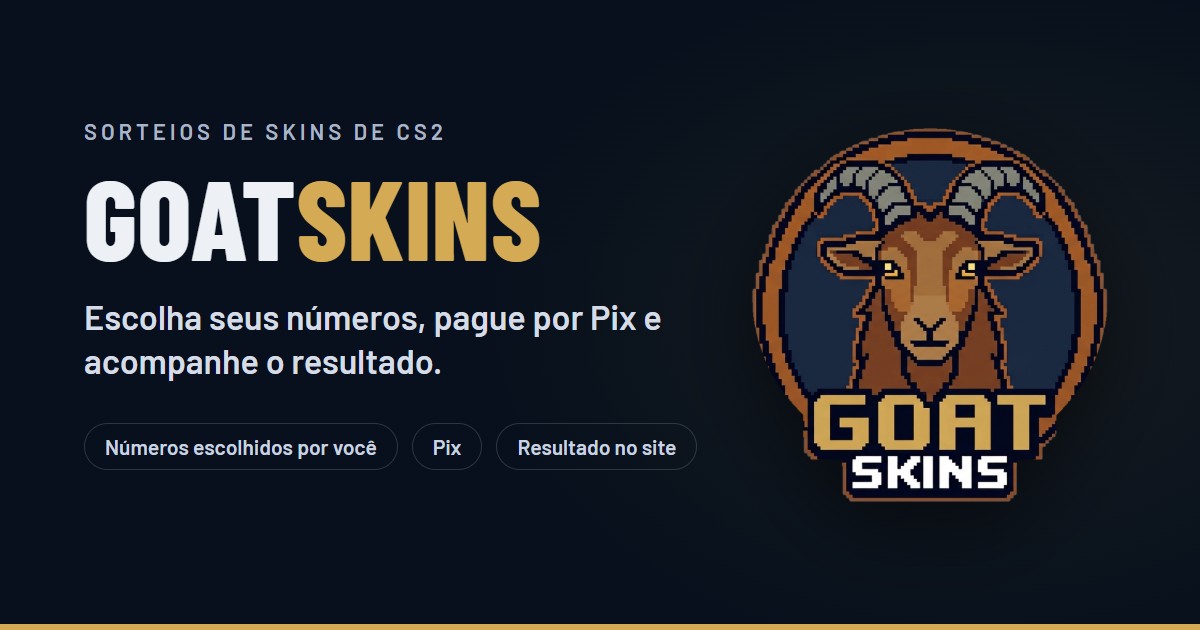 SORTEIOS DE SKINS DE CS2
GOATSKINS
Escolha seus números, pague por Pix e
acompanhe o resultado.
Números escolhidos por você
Pix
Resultado no site
GOAT
SKINS